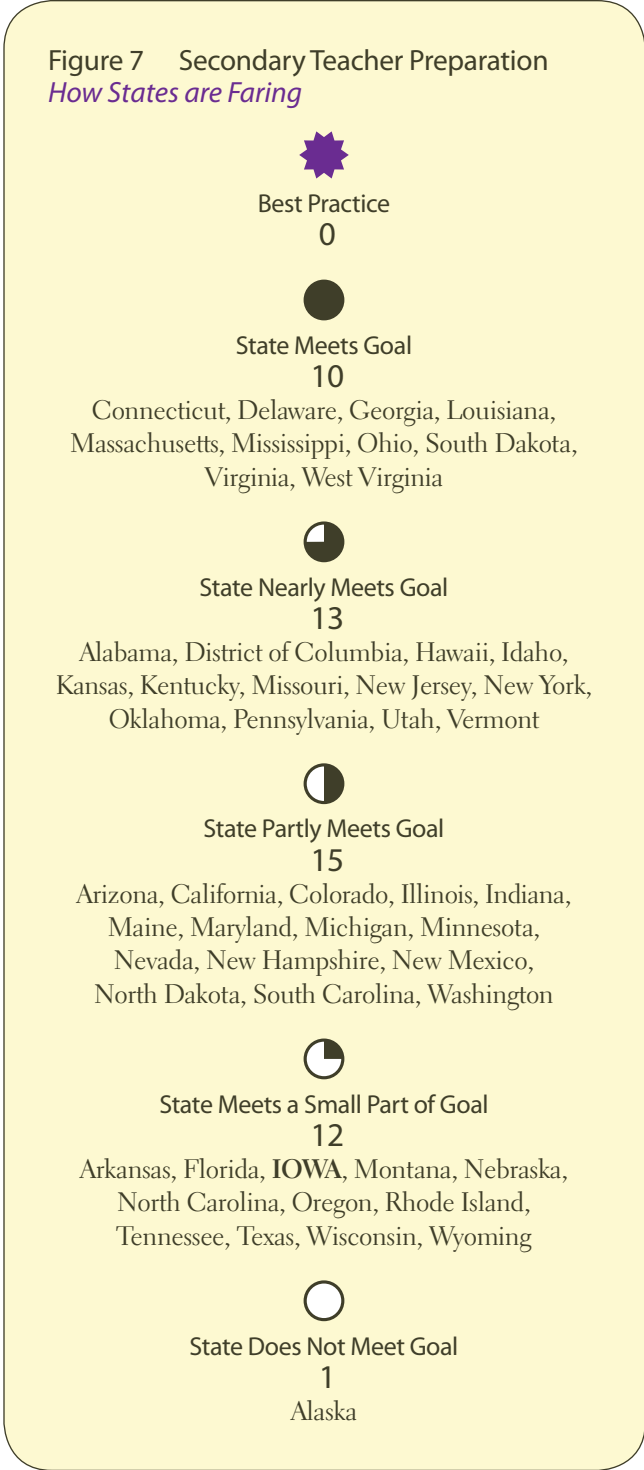 Figure 7 Secondary Teacher Preparation
How States are Faring
Best Practice
0
State Meets Goal
10
Connecticut, Delaware, Georgia, Louisiana,
Massachusetts, Mississippi, Ohio, South Dakota,
Virginia, West Virginia
State Nearly Meets Goal
13
Alabama, District of Columbia, Hawaii, Idaho,
Kansas, Kentucky, Missouri, New Jersey, New York,
Oklahoma, Pennsylvania, Utah, Vermont
State Partly Meets Goal
15
Arizona, California, Colorado, Illinois, Indiana,
Maine, Maryland, Michigan, Minnesota,
Nevada, New Hampshire, New Mexico,
North Dakota, South Carolina, Washington
State Meets a Small Part of Goal
12
Arkansas, Florida, IOWA, Montana, Nebraska,
North Carolina, Oregon, Rhode Island,
Tennessee, Texas, Wisconsin, Wyoming
State Does Not Meet Goal
1
Alaska